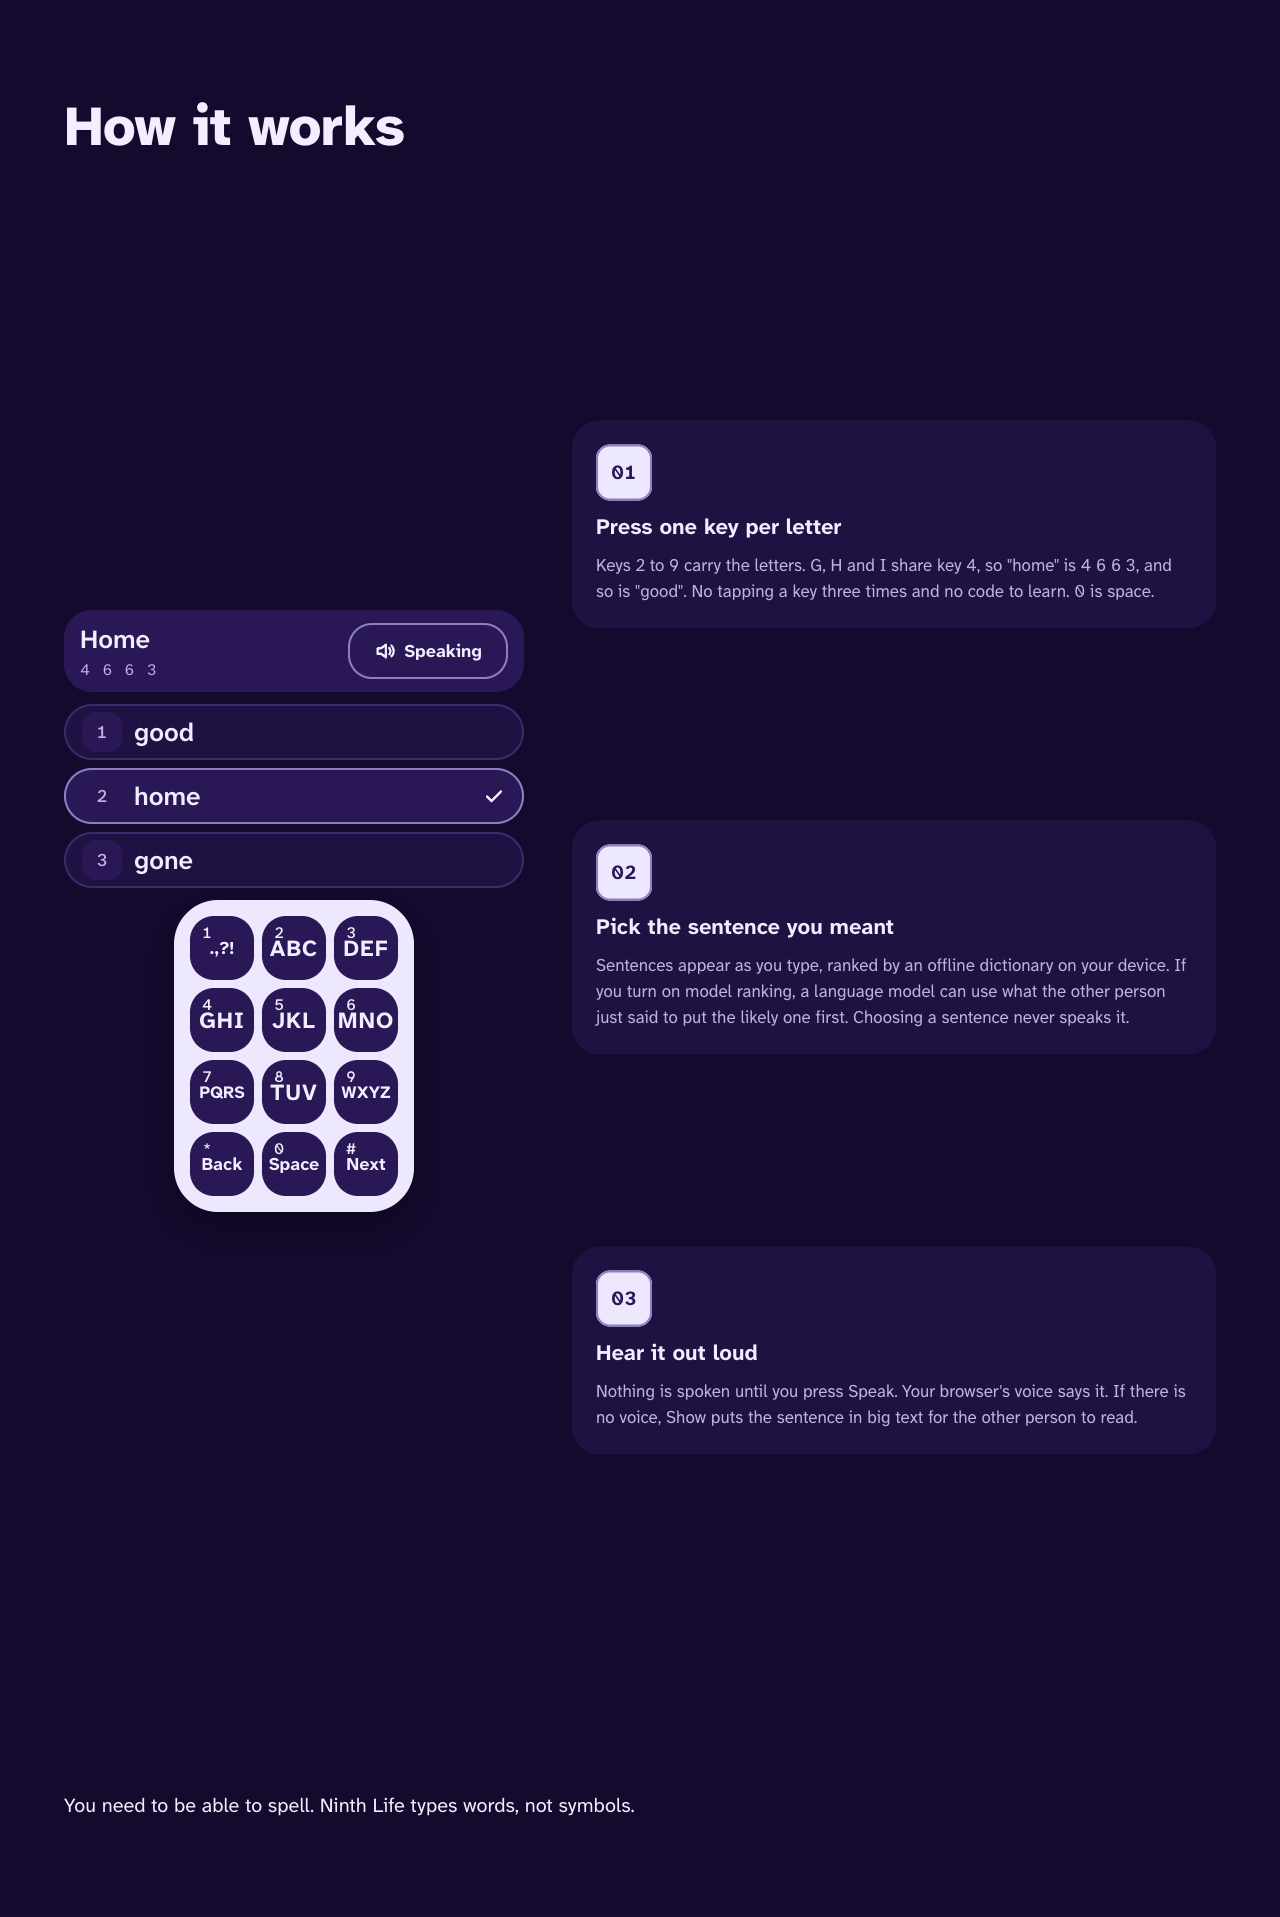 How it works
Home
4 6 6 3
Speaking
1 good
2 home
3 gone
1 2 3
.,?! ABC DEF
4 5 6
GHI JKL MNO
7 8 9
PQRS TUV WXYZ
* 0 #
Back Space Next
01
Press one key per letter
Keys 2 to 9 carry the letters. G, H and I share key 4, so "home" is 4 6 6 3, and
so is "good". No tapping a key three times and no code to learn. 0 is space.
02
Pick the sentence you meant
Sentences appear as you type, ranked by an offline dictionary on your device. If
you turn on model ranking, a language model can use what the other person
just said to put the likely one first. Choosing a sentence never speaks it.
03
Hear it out loud
Nothing is spoken until you press Speak. Your browser's voice says it. If there is
no voice, Show puts the sentence in big text for the other person to read.
You need to be able to spell. Ninth Life types words, not symbols.